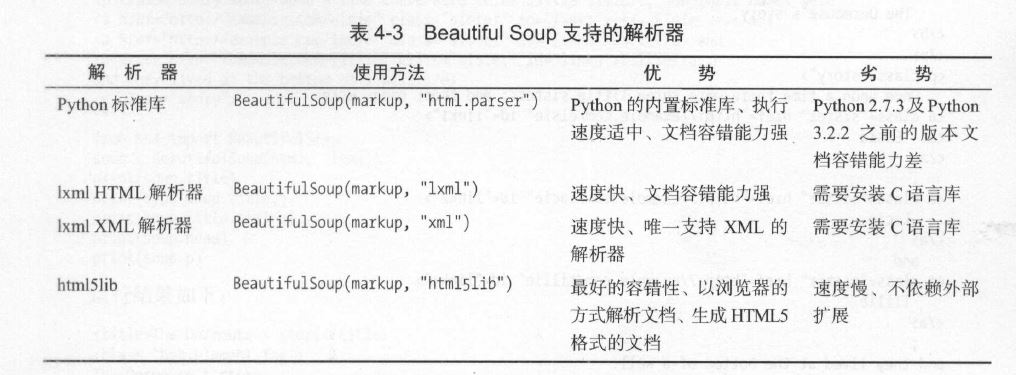 表 4-3 Beautiful Soup 支持的解析器
解 析 器 使用方法 优 势 劣 势
Python 标准库 BeautifulSoup(markup, "html.parser") Python 的内置标准库、执行 Python 2.7.3 及 Python
速度适中、文档容错能力强 3.2.2 之前的版本文
档容错能力差
lxml HTML 解析器 BeautifulSoup(markup, "lxml") 速度快、文档容错能力强 需要安装 C 语言库
lxml XML 解析器 BeautifulSoup(markup, "xml") 速度快、唯一支持 XML 的 需要安装 C 语言库
解析器
html5lib BeautifulSoup(markup, "html5lib") 最好的容错性、以浏览器的 速度慢、不依赖外部
方式解析文档、生成 HTML5 扩展
格式的文档